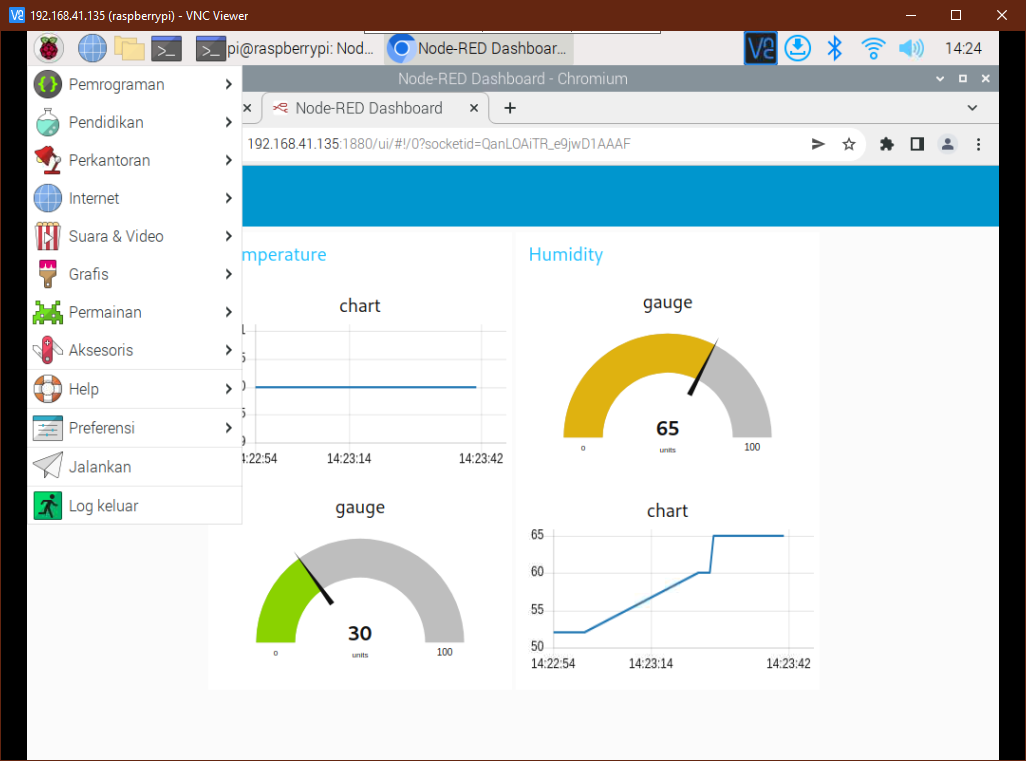 192.168.41.135 (raspberrypi) - VNC Viewer
pi@raspberrypi: Nod...
Node-RED Dashboar...
14:24
Node-RED Dashboard - Chromium
Node-RED Dashboard
192.168.41.135:1880/ui/#!/0?socketid=QanLOAiTR_e9jwD1AAAF
Pemrograman
Pendidikan
Perkantoran
Internet
Suara & Video
Grafis
Permainan
Aksesoris
Help
Preferensi
Jalankan
Log keluar
mperature
chart
1
5
0
5
9
4:22:54 14:23:14 14:23:42
gauge
30
units
0 100
Humidity
gauge
65
units
0 100
chart
65
60
55
50
14:22:54 14:23:14 14:23:42